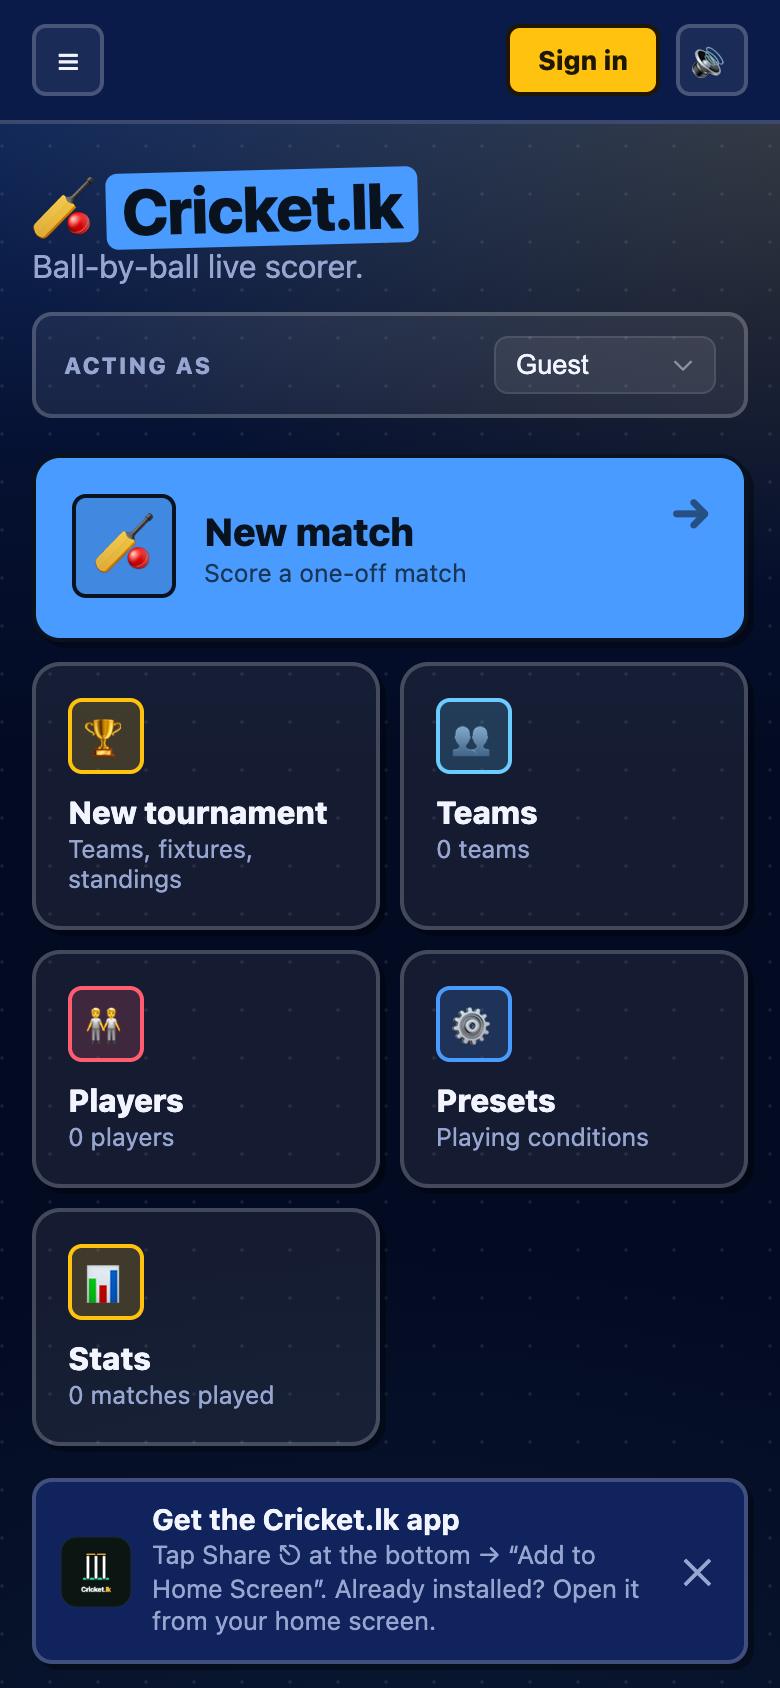 Sign in
Cricket.lk
Ball-by-ball live scorer.
ACTING AS
Guest
New match
Score a one-off match
New tournament
Teams, fixtures,
standings
Teams
0 teams
Players
0 players
Presets
Playing conditions
Stats
0 matches played
Get the Cricket.lk app
Tap Share ⎋ at the bottom → “Add to
Home Screen”. Already installed? Open it
from your home screen.
Cricket.lk